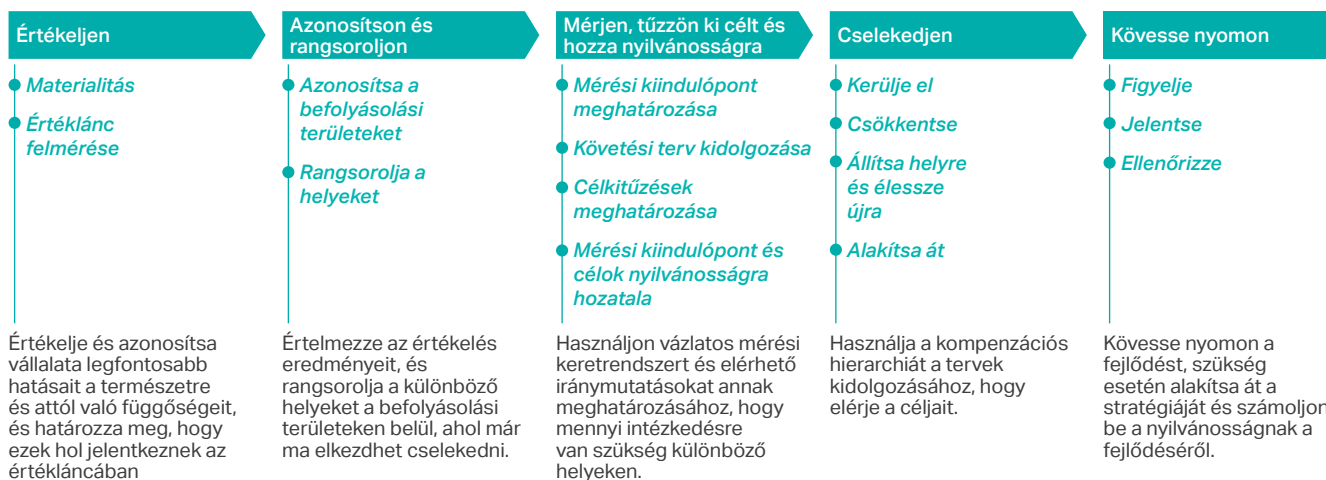 Értékeljen
Materialitás
Értéklánc
felmérése
Értékelje és azonosítsa
vállalata legfontosabb
hatásait a természetre
és attól való függőségeit,
és határozza meg, hogy
ezek hol jelentkeznek az
értékláncában
Azonosítson és
rangsoroljon
Azonosítsa a
befolyásolási
területeket
Rangsorolja a
helyeket
Értelmezze az értékelés
eredményeit, és
rangsorolja a különböző
helyeket a befolyásolási
területeken belül, ahol már
ma elkezdhet cselekedni.
Mérjen, tűzzön ki célt és
hozza nyilvánosságra
Mérési kiindulópont
meghatározása
Követési terv kidolgozása
Célkitűzések
meghatározása
Mérési kiindulópont és
célok nyilvánosságra
hozatala
Használjon vázlatos mérési
keretrendszert és elérhető
iránymutatásokat annak
meghatározásához, hogy
mennyi intézkedésre
van szükség különböző
helyeken.
Cselekedjen
Kerülje el
Csökkentse
Állítsa helyre
és élessze
újra
Alakítsa át
Használja a kompenzációs
hierarchiát a tervek
kidolgozásához, hogy
elérje a céljait.
Kövesse nyomon
Figyelje
Jelentse
Ellenőrizze
Kövesse nyomon a
fejlődést, szükség
esetén alakítsa át a
stratégiáját és számoljon
be a nyilvánosságnak a
fejlődéséről.